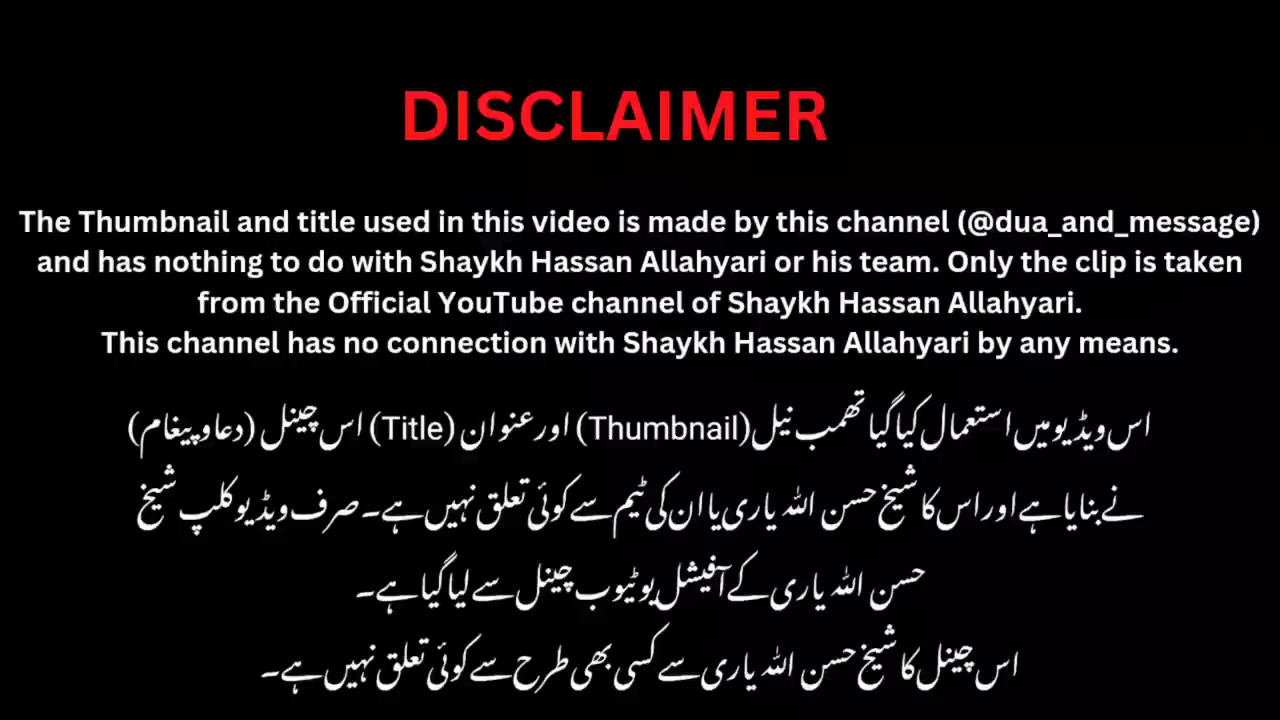 DISCLAIMER
The Thumbnail and title used in this video is made by this channel (@dua_and_message)
and has nothing to do with Shaykh Hassan Allahyari or his team. Only the clip is taken
from the Official YouTube channel of Shaykh Hassan Allahyari.
This channel has no connection with Shaykh Hassan Allahyari by any means.
اس ویڈیو میں استعمال کیا گیا تھمب نیل (Thumbnail) اور عنوان (Title) اس چینل (دعا و پیغام)
نے بنایا ہے اور اس کا شیخ حسن اللہ یاری یا ان کی ٹیم سے کوئی تعلق نہیں ہے۔ صرف ویڈیو کلپ شیخ
حسن اللہ یاری کے آفیشل یوٹیوب چینل سے لیا گیا ہے۔
اس چینل کا شیخ حسن اللہ یاری سے کسی بھی طرح سے کوئی تعلق نہیں ہے۔